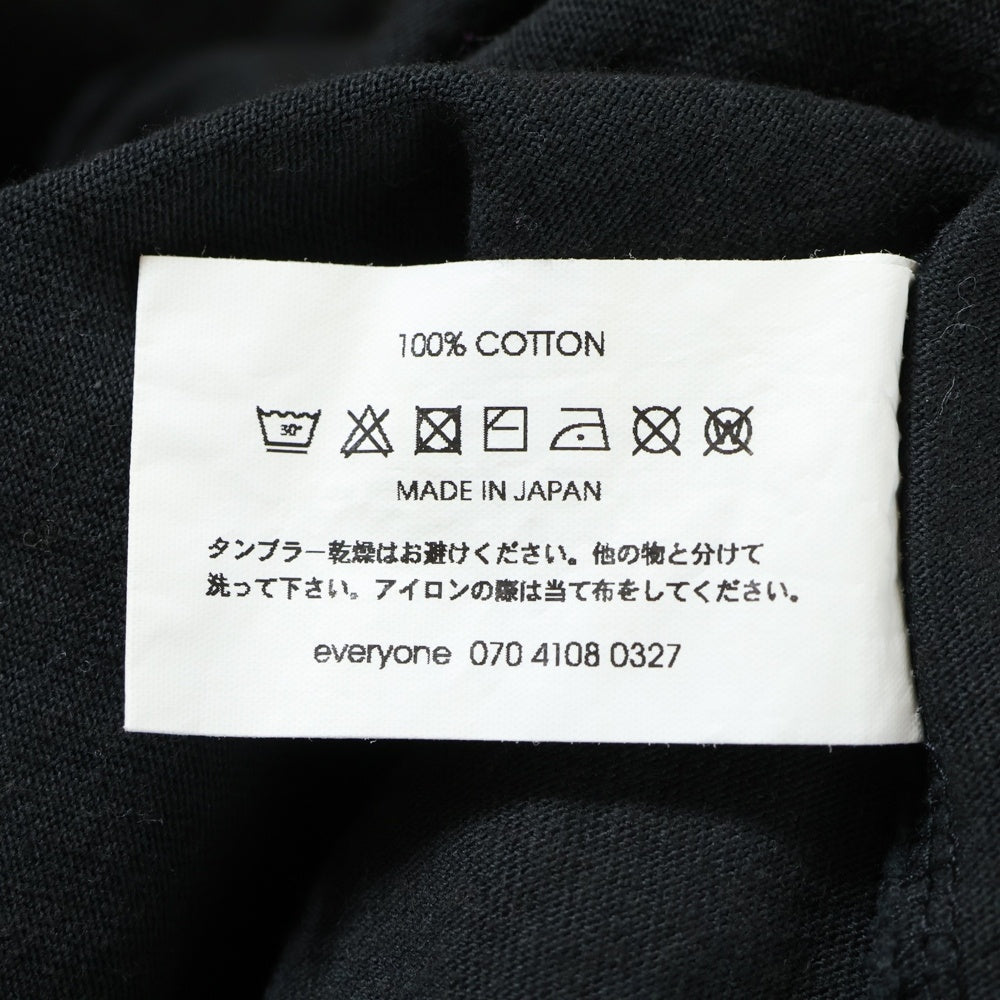 100% COTTON
30°
W
MADE IN JAPAN
タンブラー乾燥はお避けください。他の物と分けて
洗って下さい。アイロンの際は当て布をしてください。
everyone 070 4108 0327